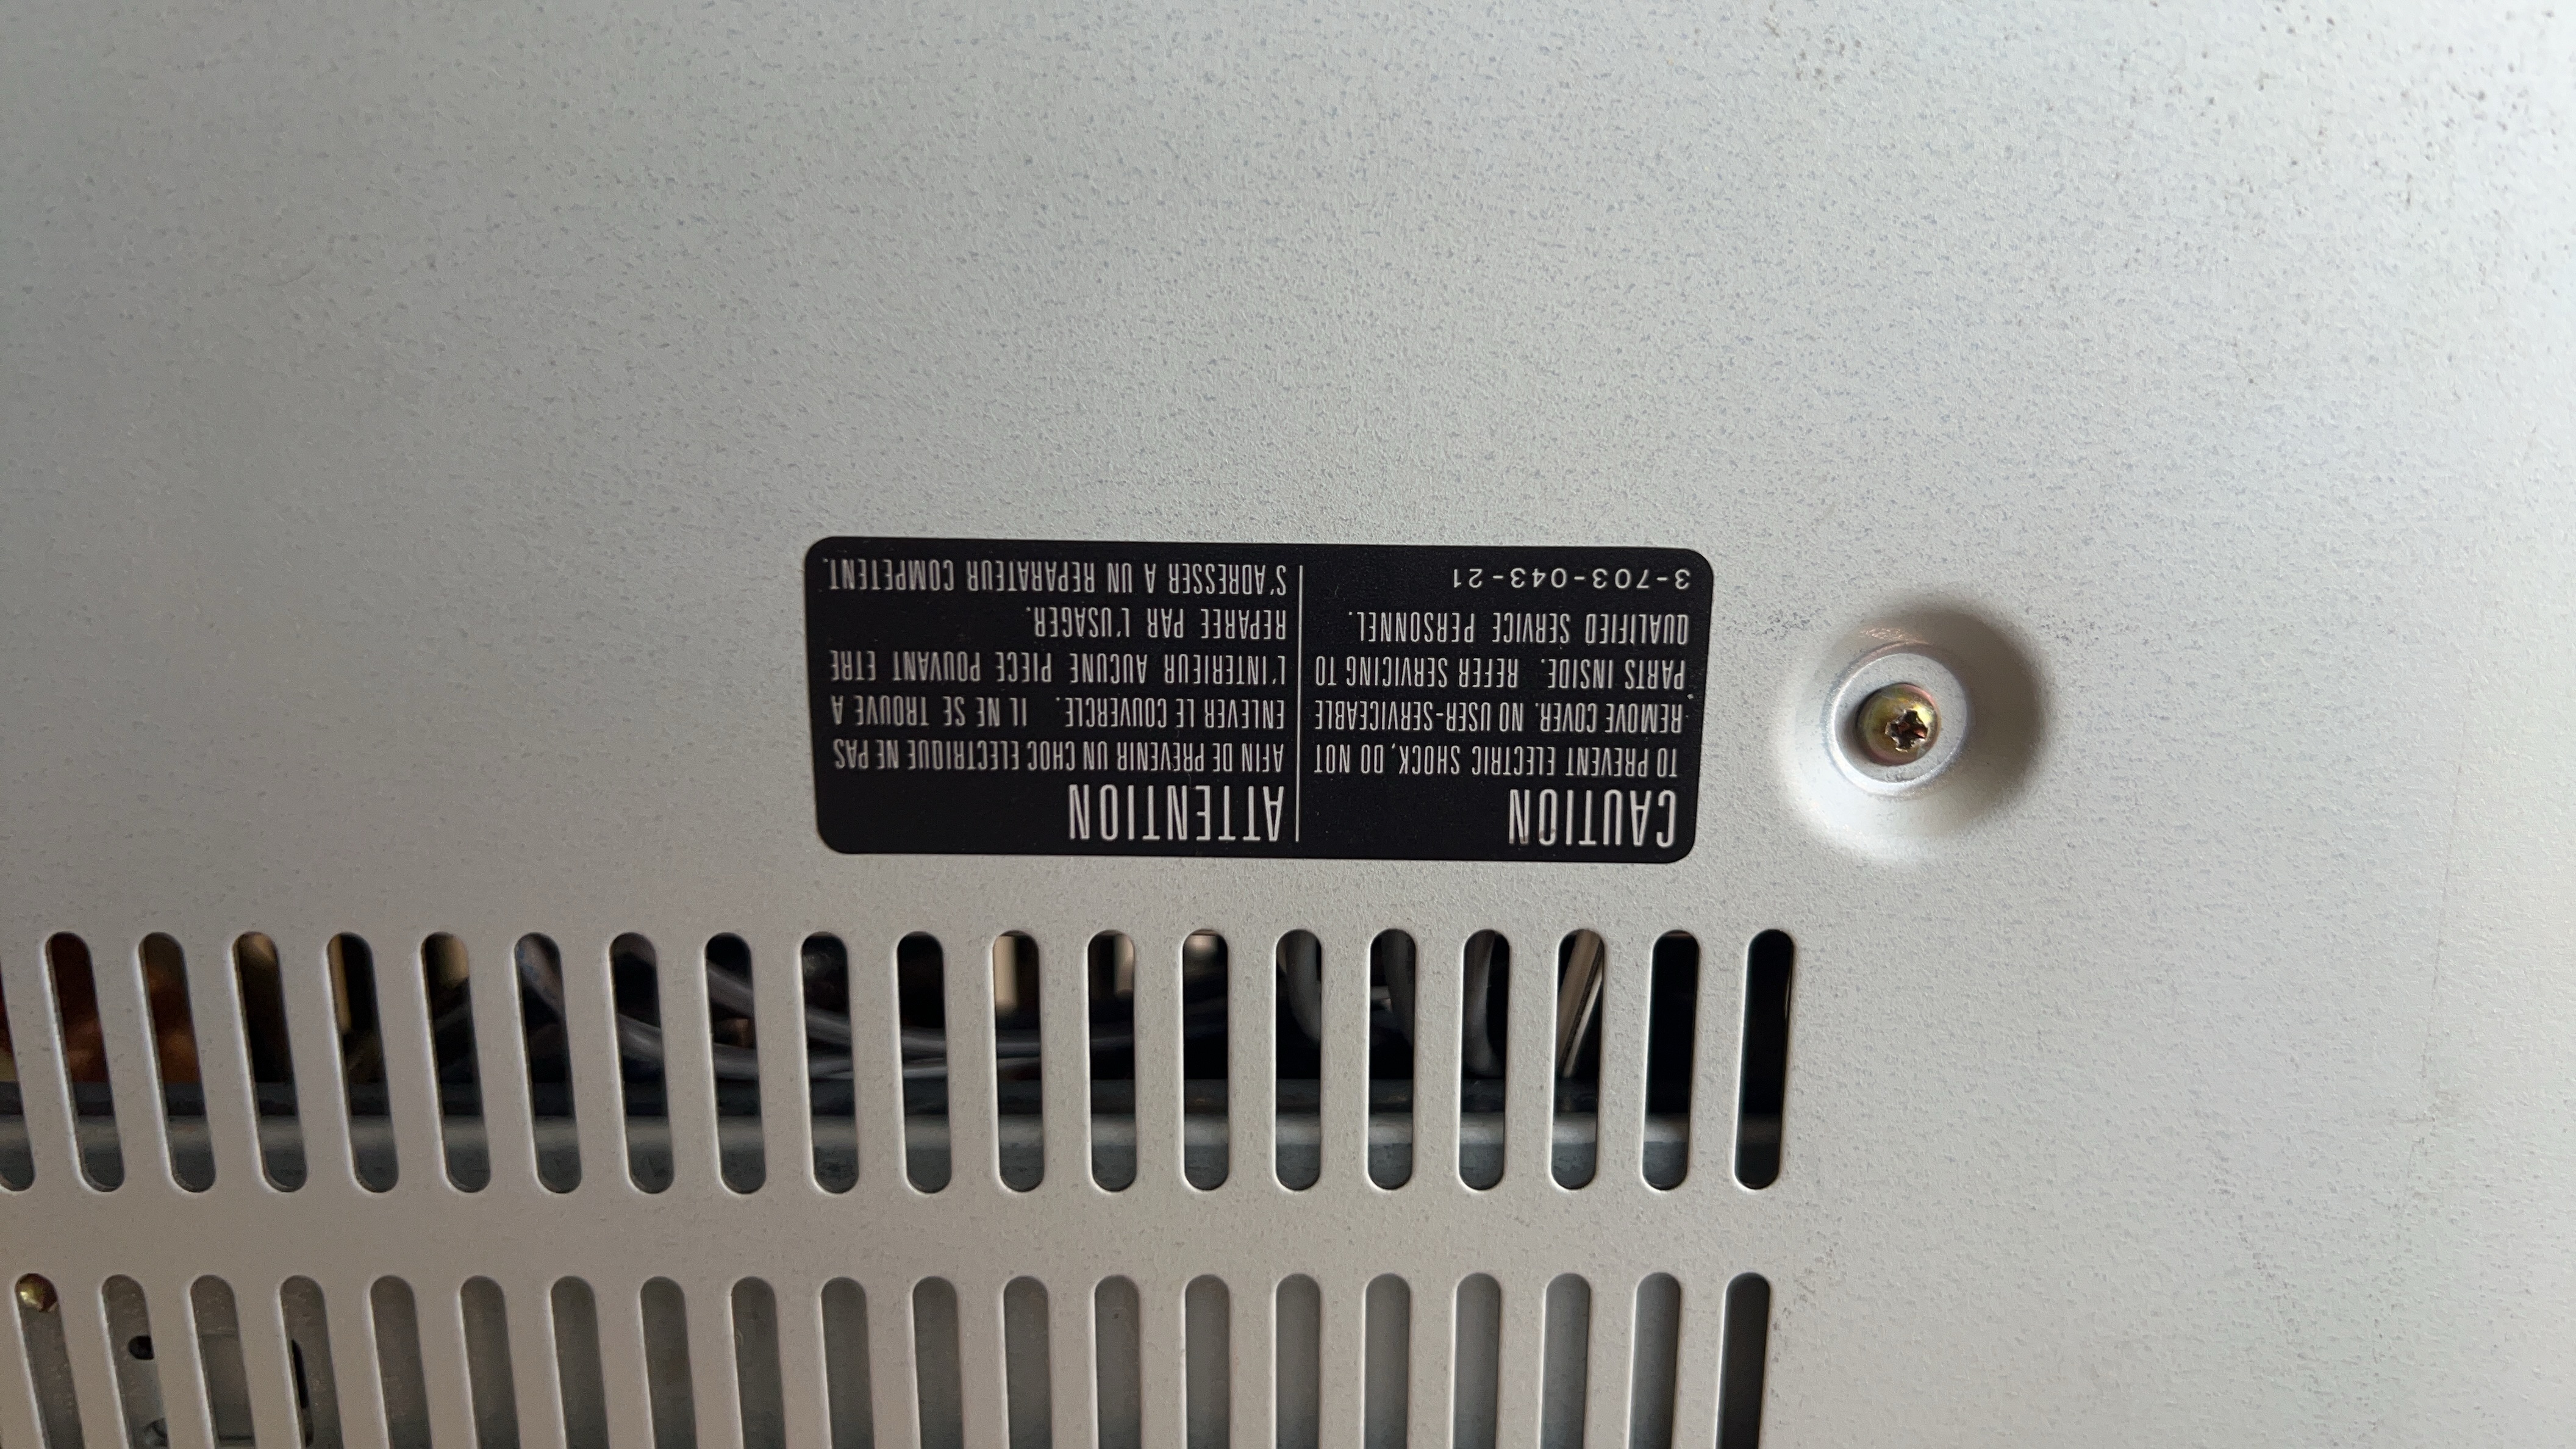 CAUTION
TO PREVENT ELECTRIC SHOCK, DO NOT
REMOVE COVER. NO USER-SERVICEABLE
PARTS INSIDE. REFER SERVICING TO
QUALIFIED SERVICE PERSONNEL.
3-703-043-21
ATTENTION
AFIN DE PREVENIR UN CHOC ELECTRIQUE NE PAS
ENLEVER LE COUVERCLE. IL NE SE TROUVE A
L'INTERIEUR AUCUNE PIECE POUVANT ETRE
REPAREE PAR L'USAGER.
S'ADRESSER A UN REPARATEUR COMPETENT.